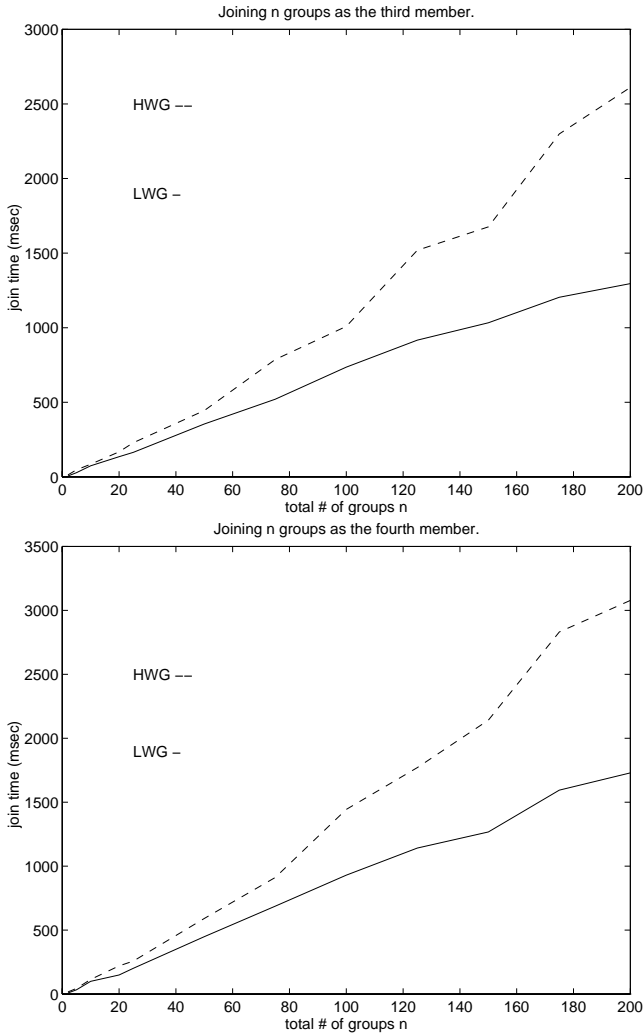 Joining n groups as the third member.
3000
2500
2000
1500
1000
500
0
join time (msec)
HWG −−
LWG −
0 20 40 60 80 100 120 140 160 180 200
total # of groups n
Joining n groups as the fourth member.
3500
3000
2500
2000
1500
1000
500
0
join time (msec)
HWG −−
LWG −
0 20 40 60 80 100 120 140 160 180 200
total # of groups n